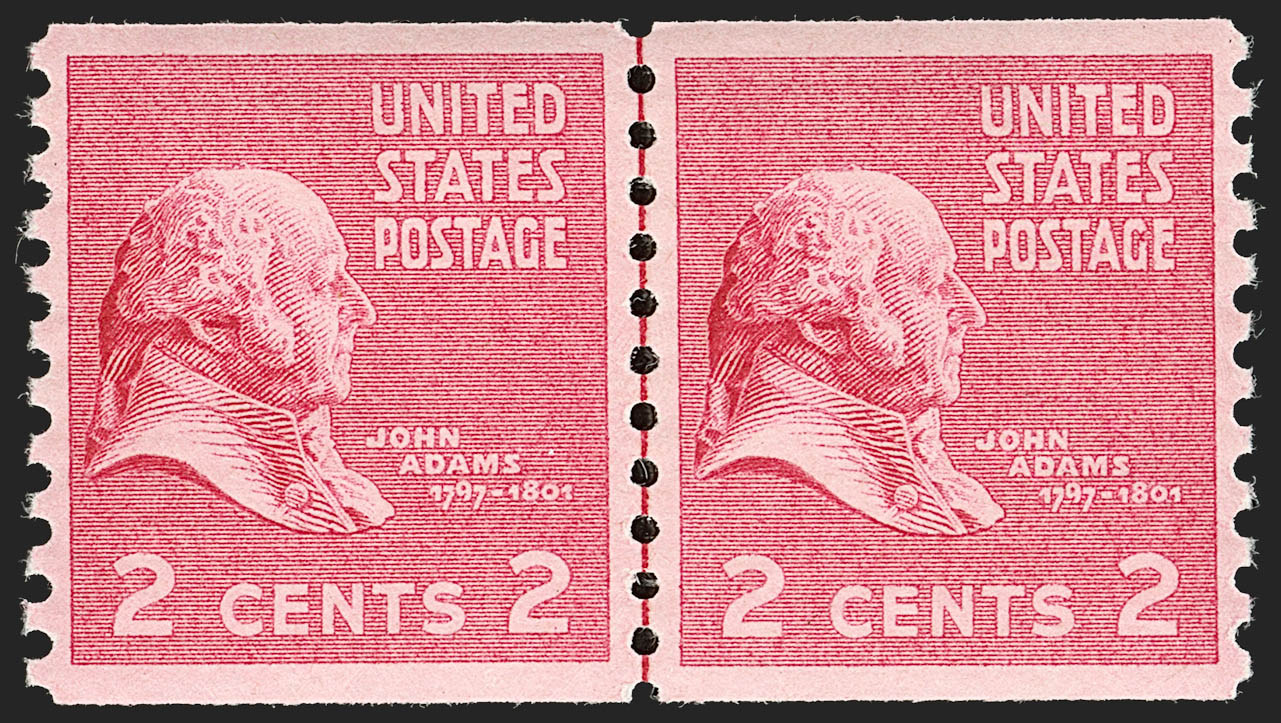 UNITED
STATES
POSTAGE
JOHN
ADAMS
1797-1801
2 CENTS 2
UNITED
STATES
POSTAGE
JOHN
ADAMS
1797-1801
2 CENTS 2